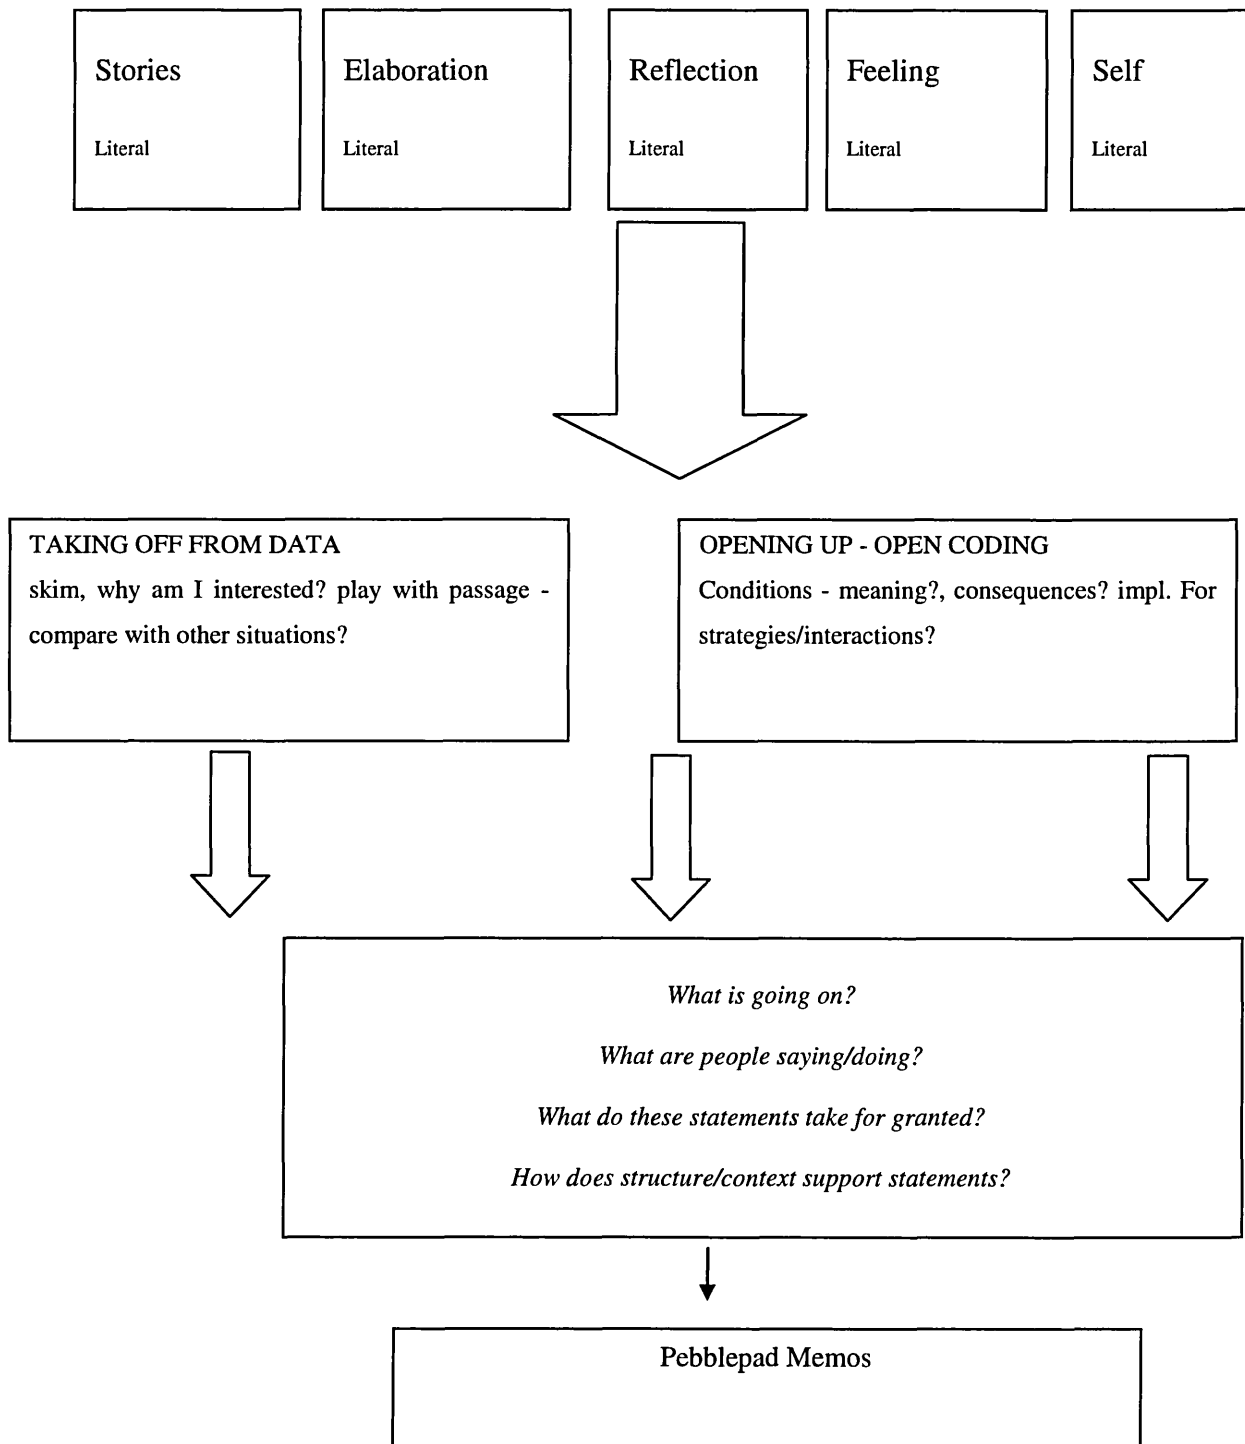 Stories
Literal
Elaboration
Literal
Reflection
Literal
Feeling
Literal
Self
Literal
TAKING OFF FROM DATA
skim, why am I interested? play with passage -
compare with other situations?
OPENING UP - OPEN CODING
Conditions - meaning?, consequences? impl. For
strategies/interactions?
What is going on?
What are people saying/doing?
What do these statements take for granted?
How does structure/context support statements?
Pebblepad Memos